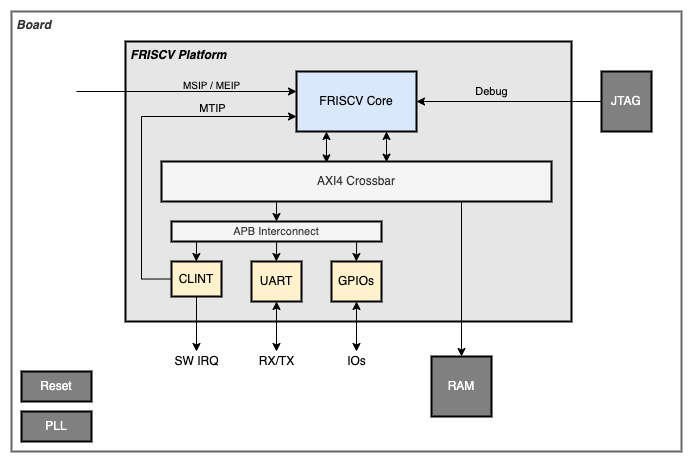 Board
FRISCV Platform
MSIP / MEIP
FRISCV Core
Debug
JTAG
MTIP
AXI4 Crossbar
APB Interconnect
CLINT
UART
GPIOs
SW IRQ
RX/TX
IOs
RAM
Reset
PLL